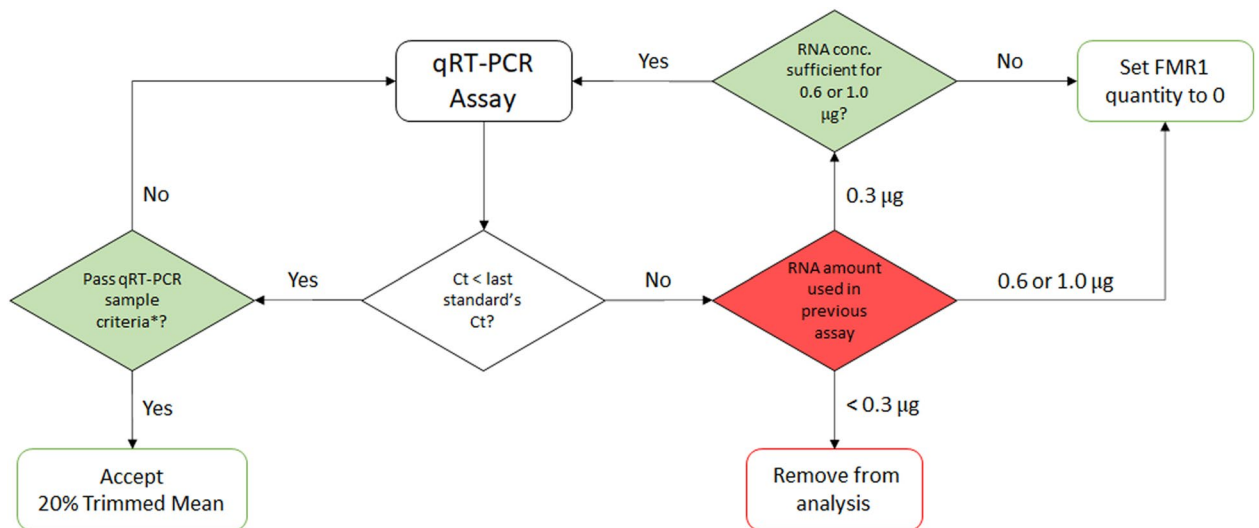 qRT-PCR
Assay
Yes
RNA conc.
sufficient for
0.6 or 1.0
µg?
No
Set FMR1
quantity to 0
No
0.3 µg
Pass qRT-PCR
sample
criteria*?
Yes
Ct < last
standard's
Ct?
No
RNA amount
used in
previous
assay
0.6 or 1.0 µg
Yes
< 0.3 µg
Accept
20% Trimmed Mean
Remove from
analysis